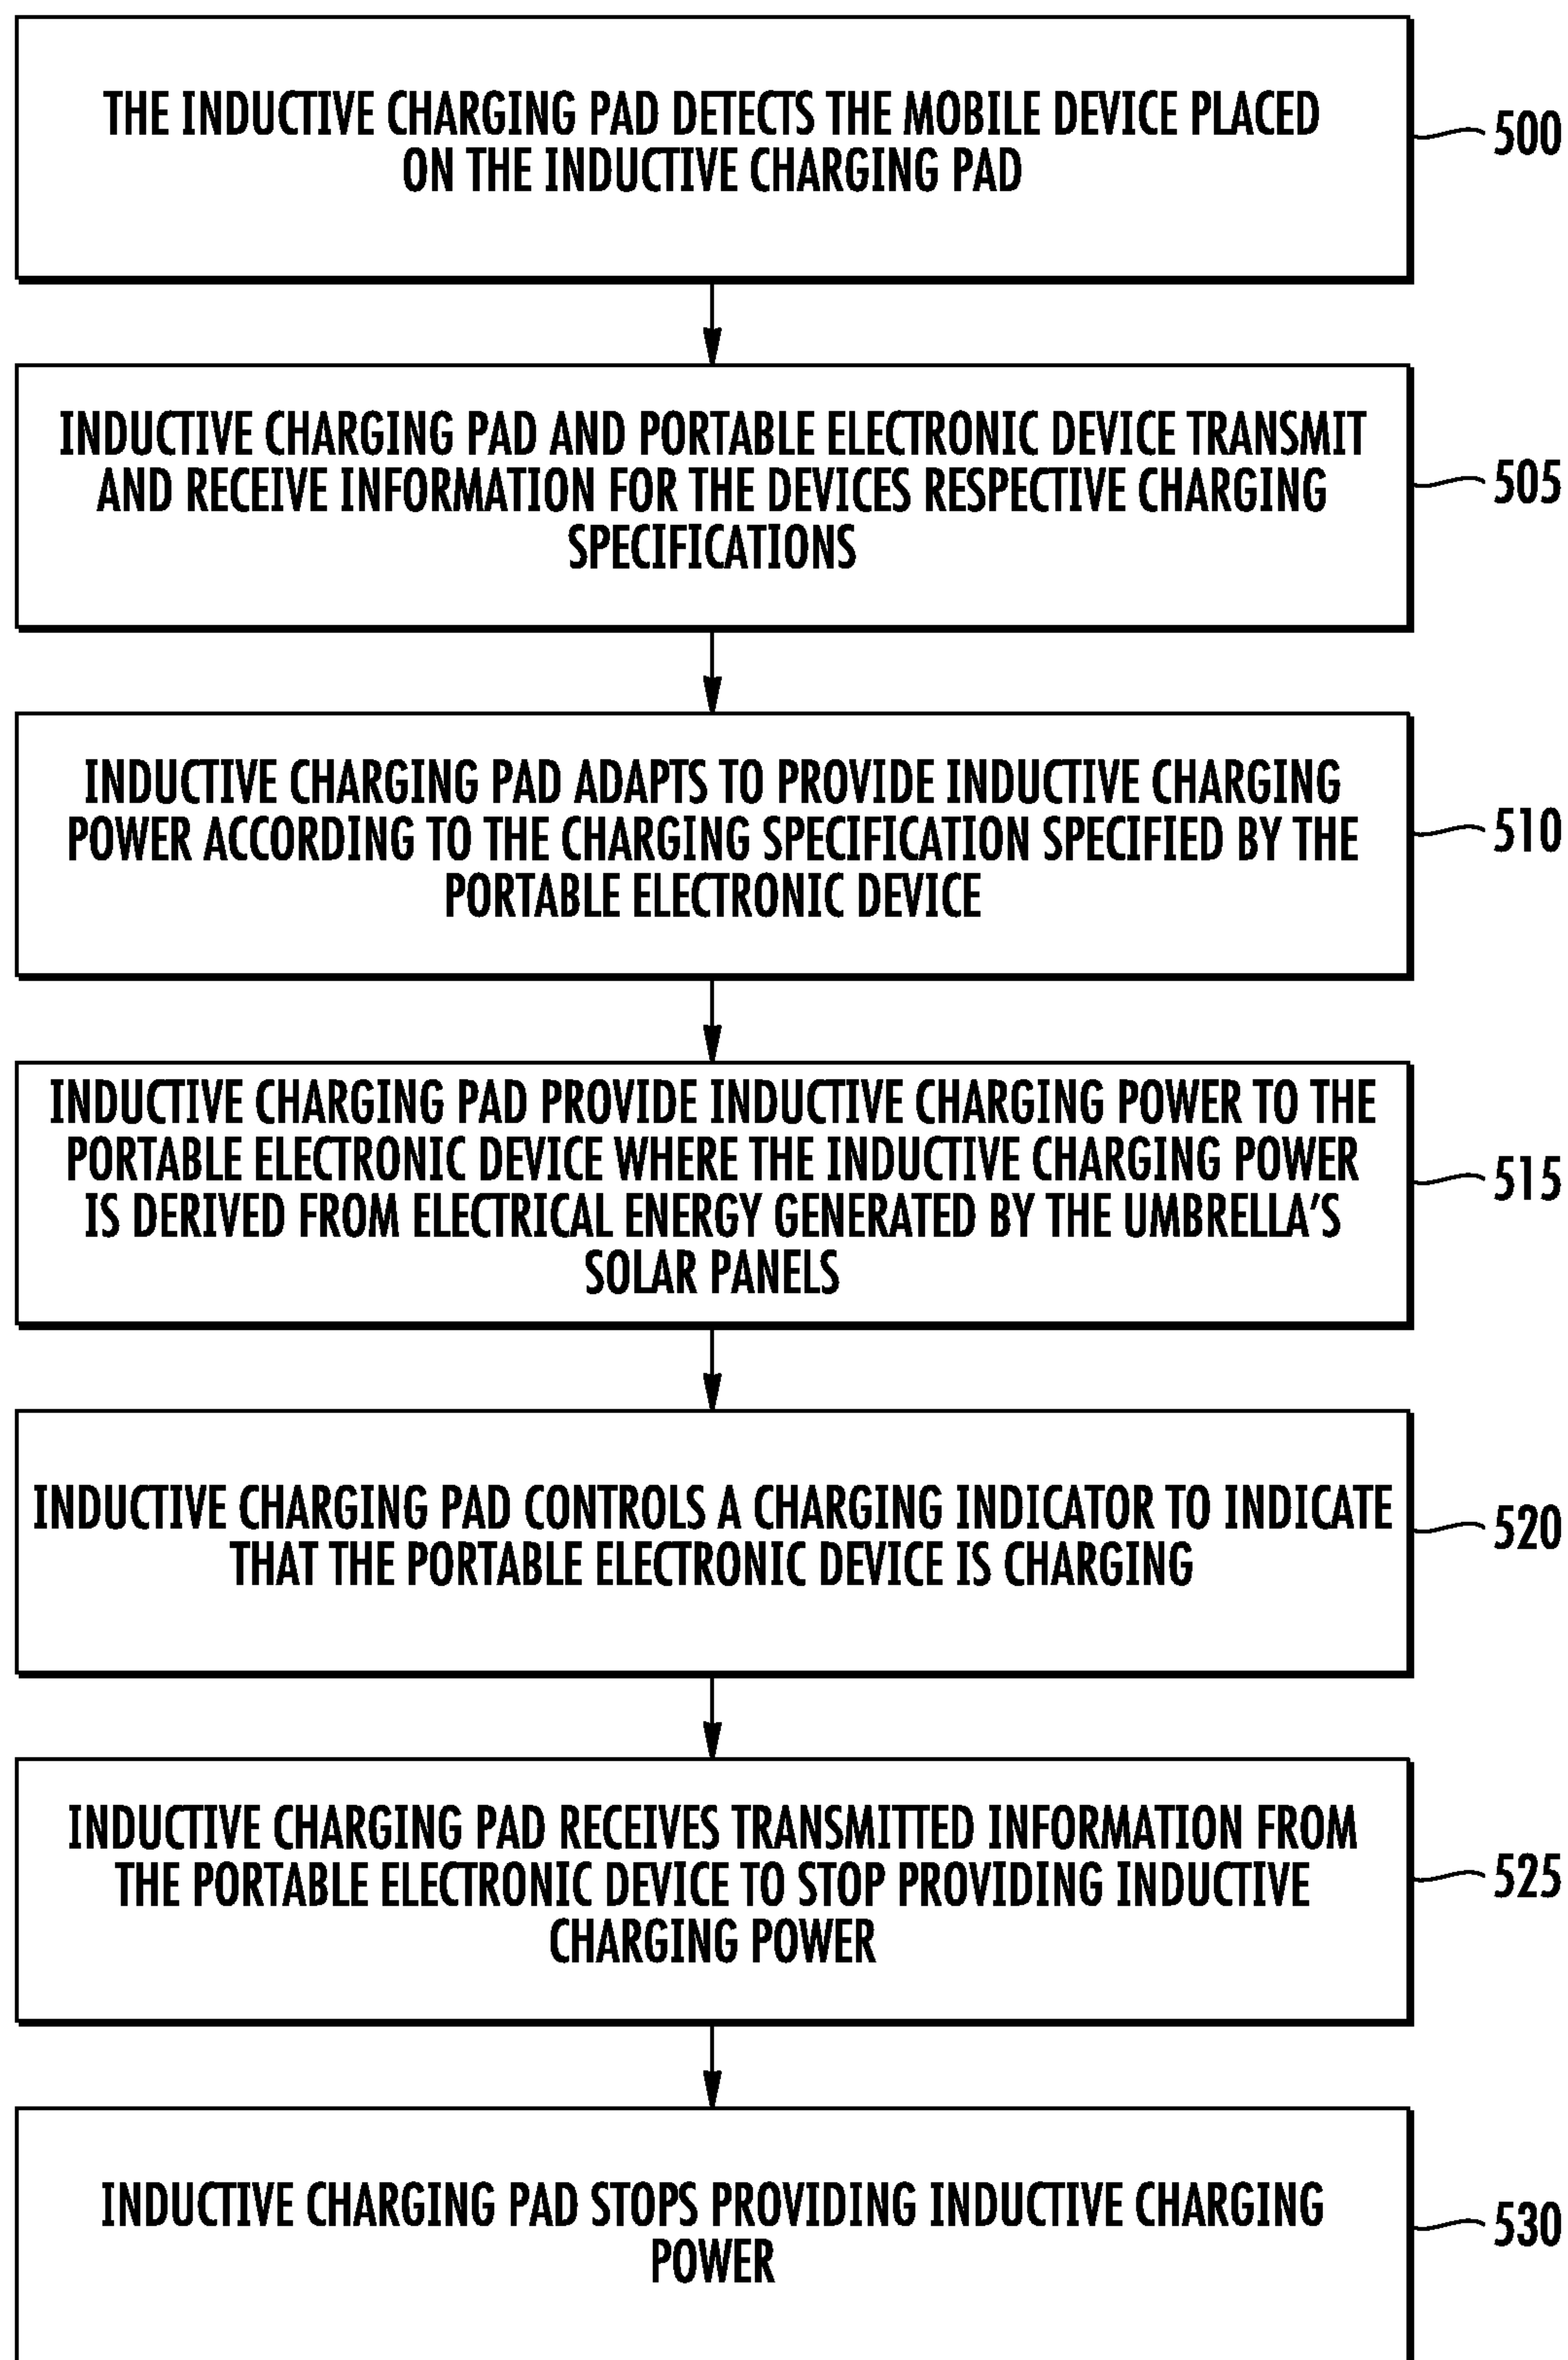 THE INDUCTIVE CHARGING PAD DETECTS THE MOBILE DEVICE PLACED
ON THE INDUCTIVE CHARGING PAD
500
INDUCTIVE CHARGING PAD AND PORTABLE ELECTRONIC DEVICE TRANSMIT
AND RECEIVE INFORMATION FOR THE DEVICES RESPECTIVE CHARGING
SPECIFICATIONS
505
INDUCTIVE CHARGING PAD ADAPTS TO PROVIDE INDUCTIVE CHARGING
POWER ACCORDING TO THE CHARGING SPECIFICATION SPECIFIED BY THE
PORTABLE ELECTRONIC DEVICE
510
INDUCTIVE CHARGING PAD PROVIDE INDUCTIVE CHARGING POWER TO THE
PORTABLE ELECTRONIC DEVICE WHERE THE INDUCTIVE CHARGING POWER
IS DERIVED FROM ELECTRICAL ENERGY GENERATED BY THE UMBRELLA'S
SOLAR PANELS
515
INDUCTIVE CHARGING PAD CONTROLS A CHARGING INDICATOR TO INDICATE
THAT THE PORTABLE ELECTRONIC DEVICE IS CHARGING
520
INDUCTIVE CHARGING PAD RECEIVES TRANSMITTED INFORMATION FROM
THE PORTABLE ELECTRONIC DEVICE TO STOP PROVIDING INDUCTIVE
CHARGING POWER
525
INDUCTIVE CHARGING PAD STOPS PROVIDING INDUCTIVE CHARGING
POWER
530